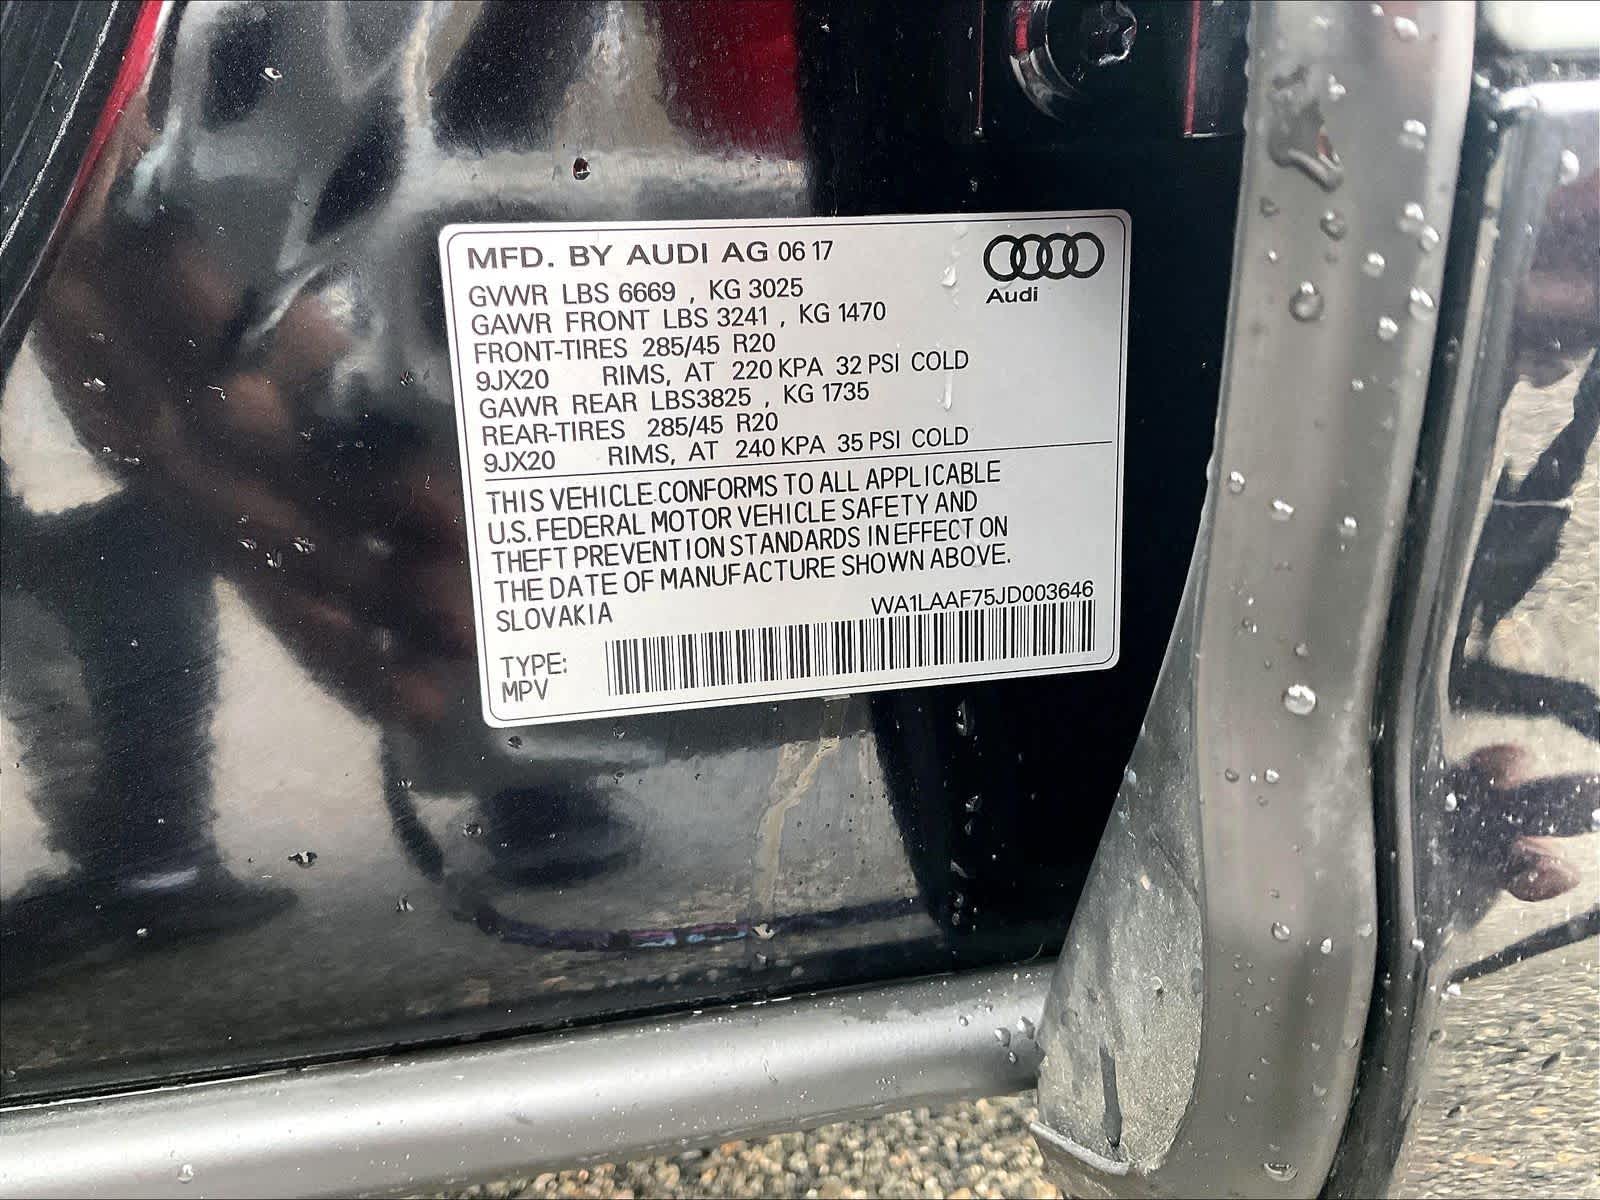 MFD. BY AUDI AG 06 17
Audi
GVWR LBS 6669 , KG 3025
GAWR FRONT LBS 3241 , KG 1470
FRONT-TIRES 285/45 R20
9JX20 RIMS, AT 220 KPA 32 PSI COLD
GAWR REAR LBS3825 , KG 1735
REAR-TIRES 285/45 R20
9JX20 RIMS, AT 240 KPA 35 PSI COLD
THIS VEHICLE CONFORMS TO ALL APPLICABLE
U.S. FEDERAL MOTOR VEHICLE SAFETY AND
THEFT PREVENTION STANDARDS IN EFFECT ON
THE DATE OF MANUFACTURE SHOWN ABOVE.
SLOVAKIA WA1LAAF75JD003646
TYPE:
MPV